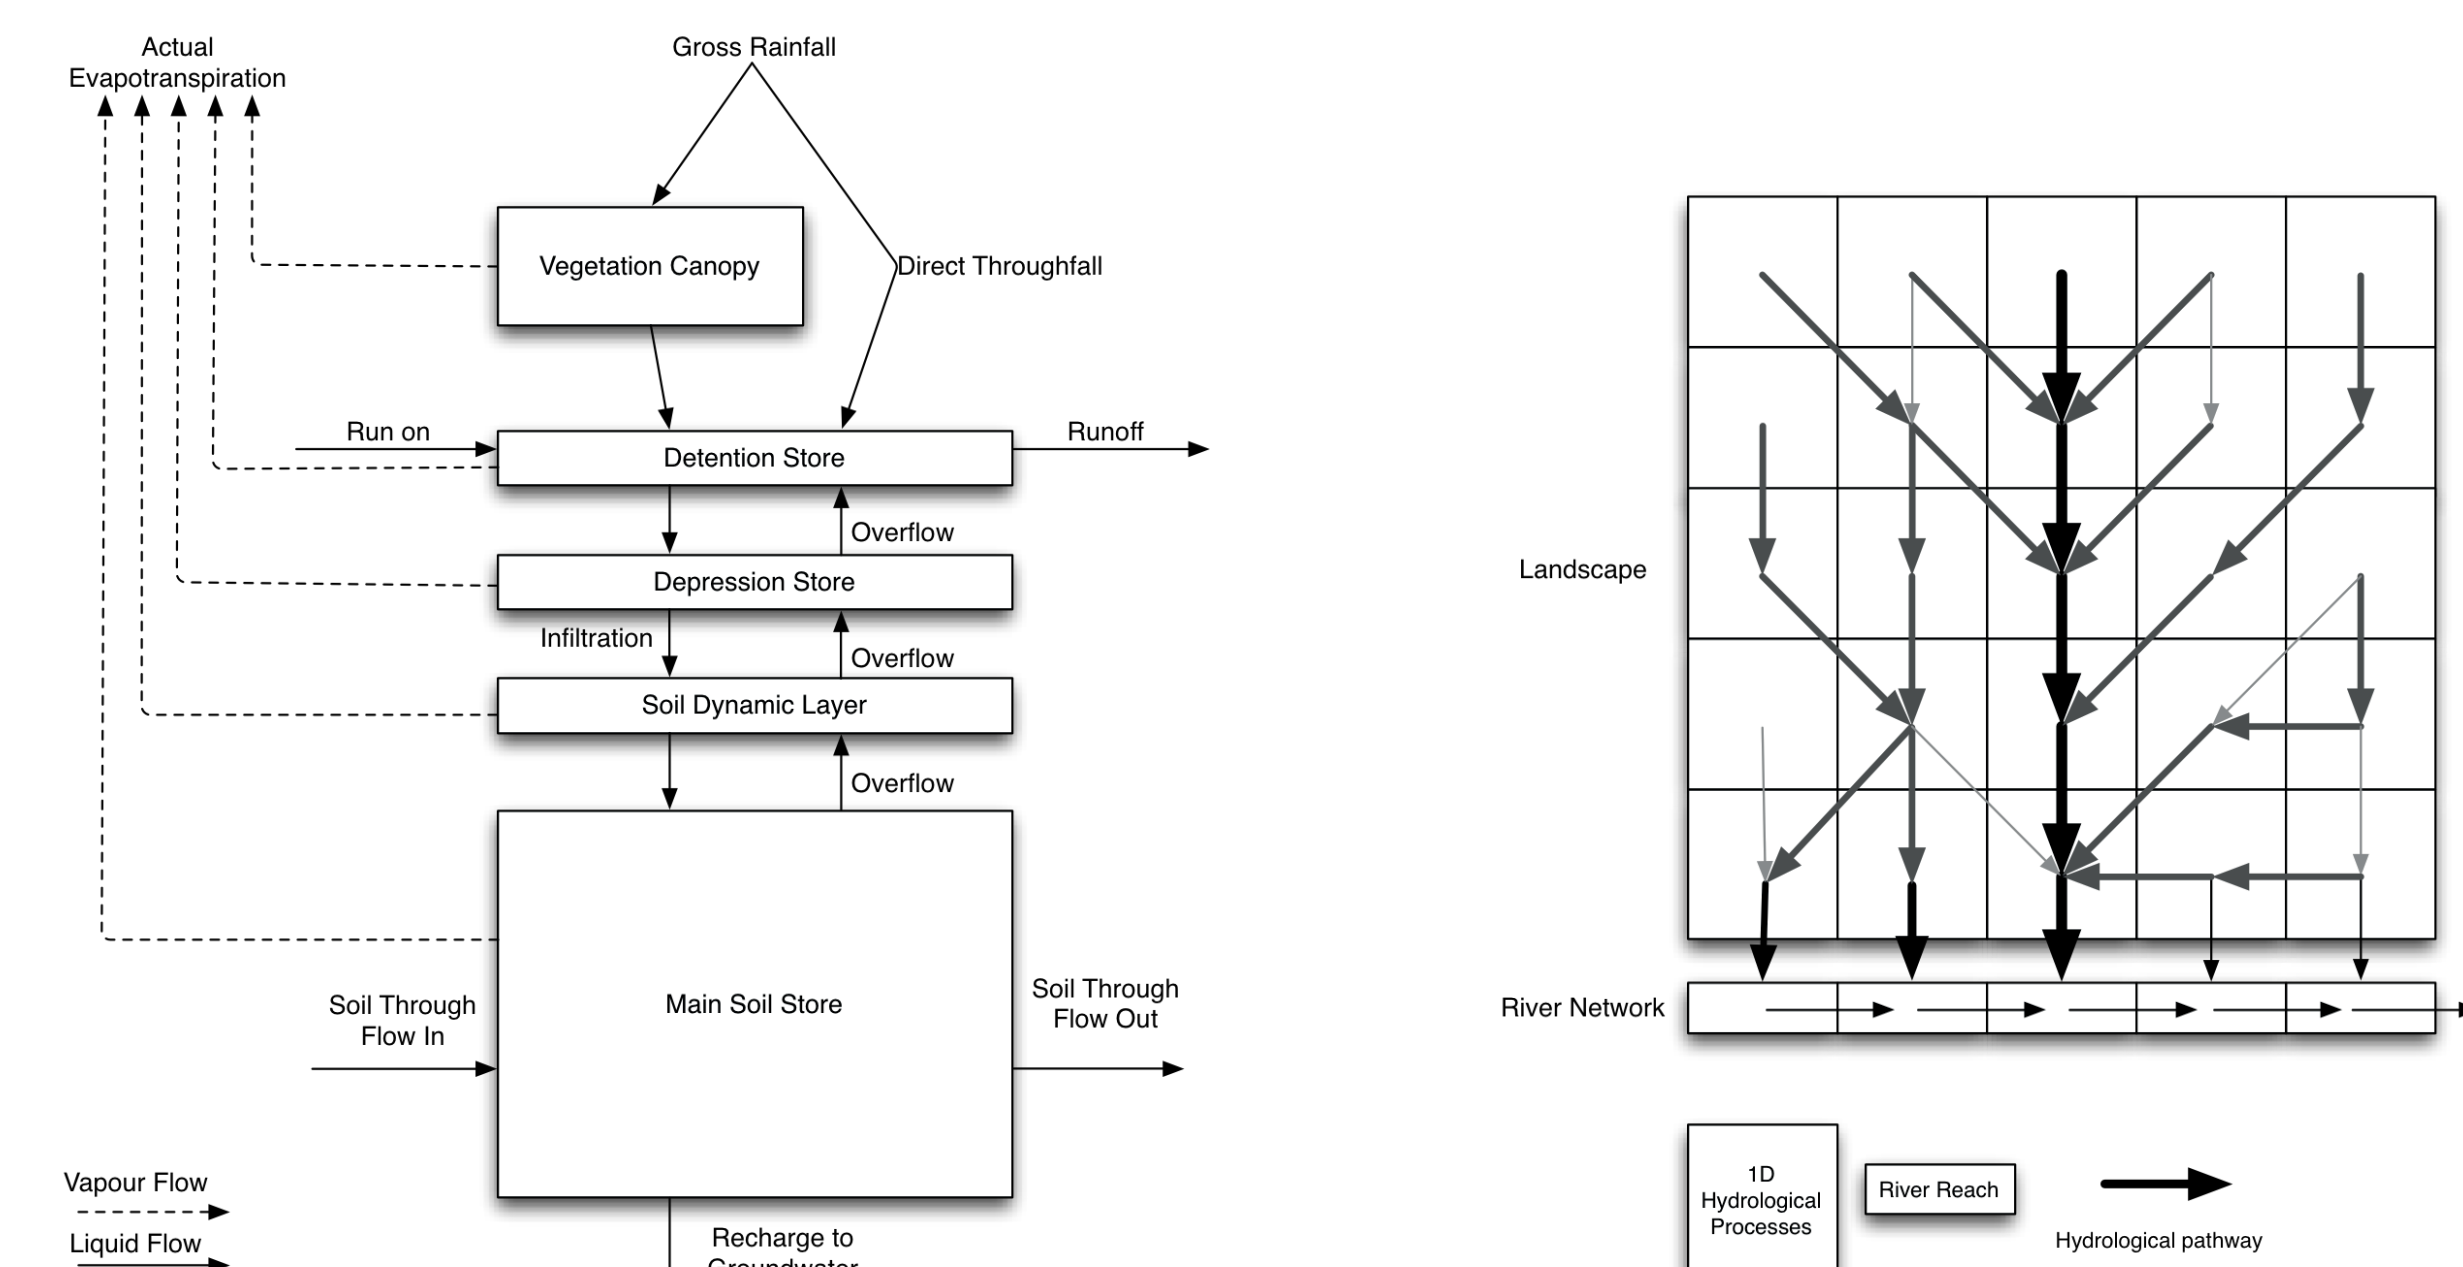 Actual
Evapotranspiration
Gross Rainfall
Vegetation Canopy
Direct Throughfall
Run on
Detention Store
Runoff
Overflow
Depression Store
Infiltration
Overflow
Soil Dynamic Layer
Overflow
Soil Through
Flow In
Main Soil Store
Soil Through
Flow Out
Vapour Flow
Liquid Flow
Recharge to
Groundwater
Landscape
River Network
1D
Hydrological
Processes
River Reach
Hydrological pathway